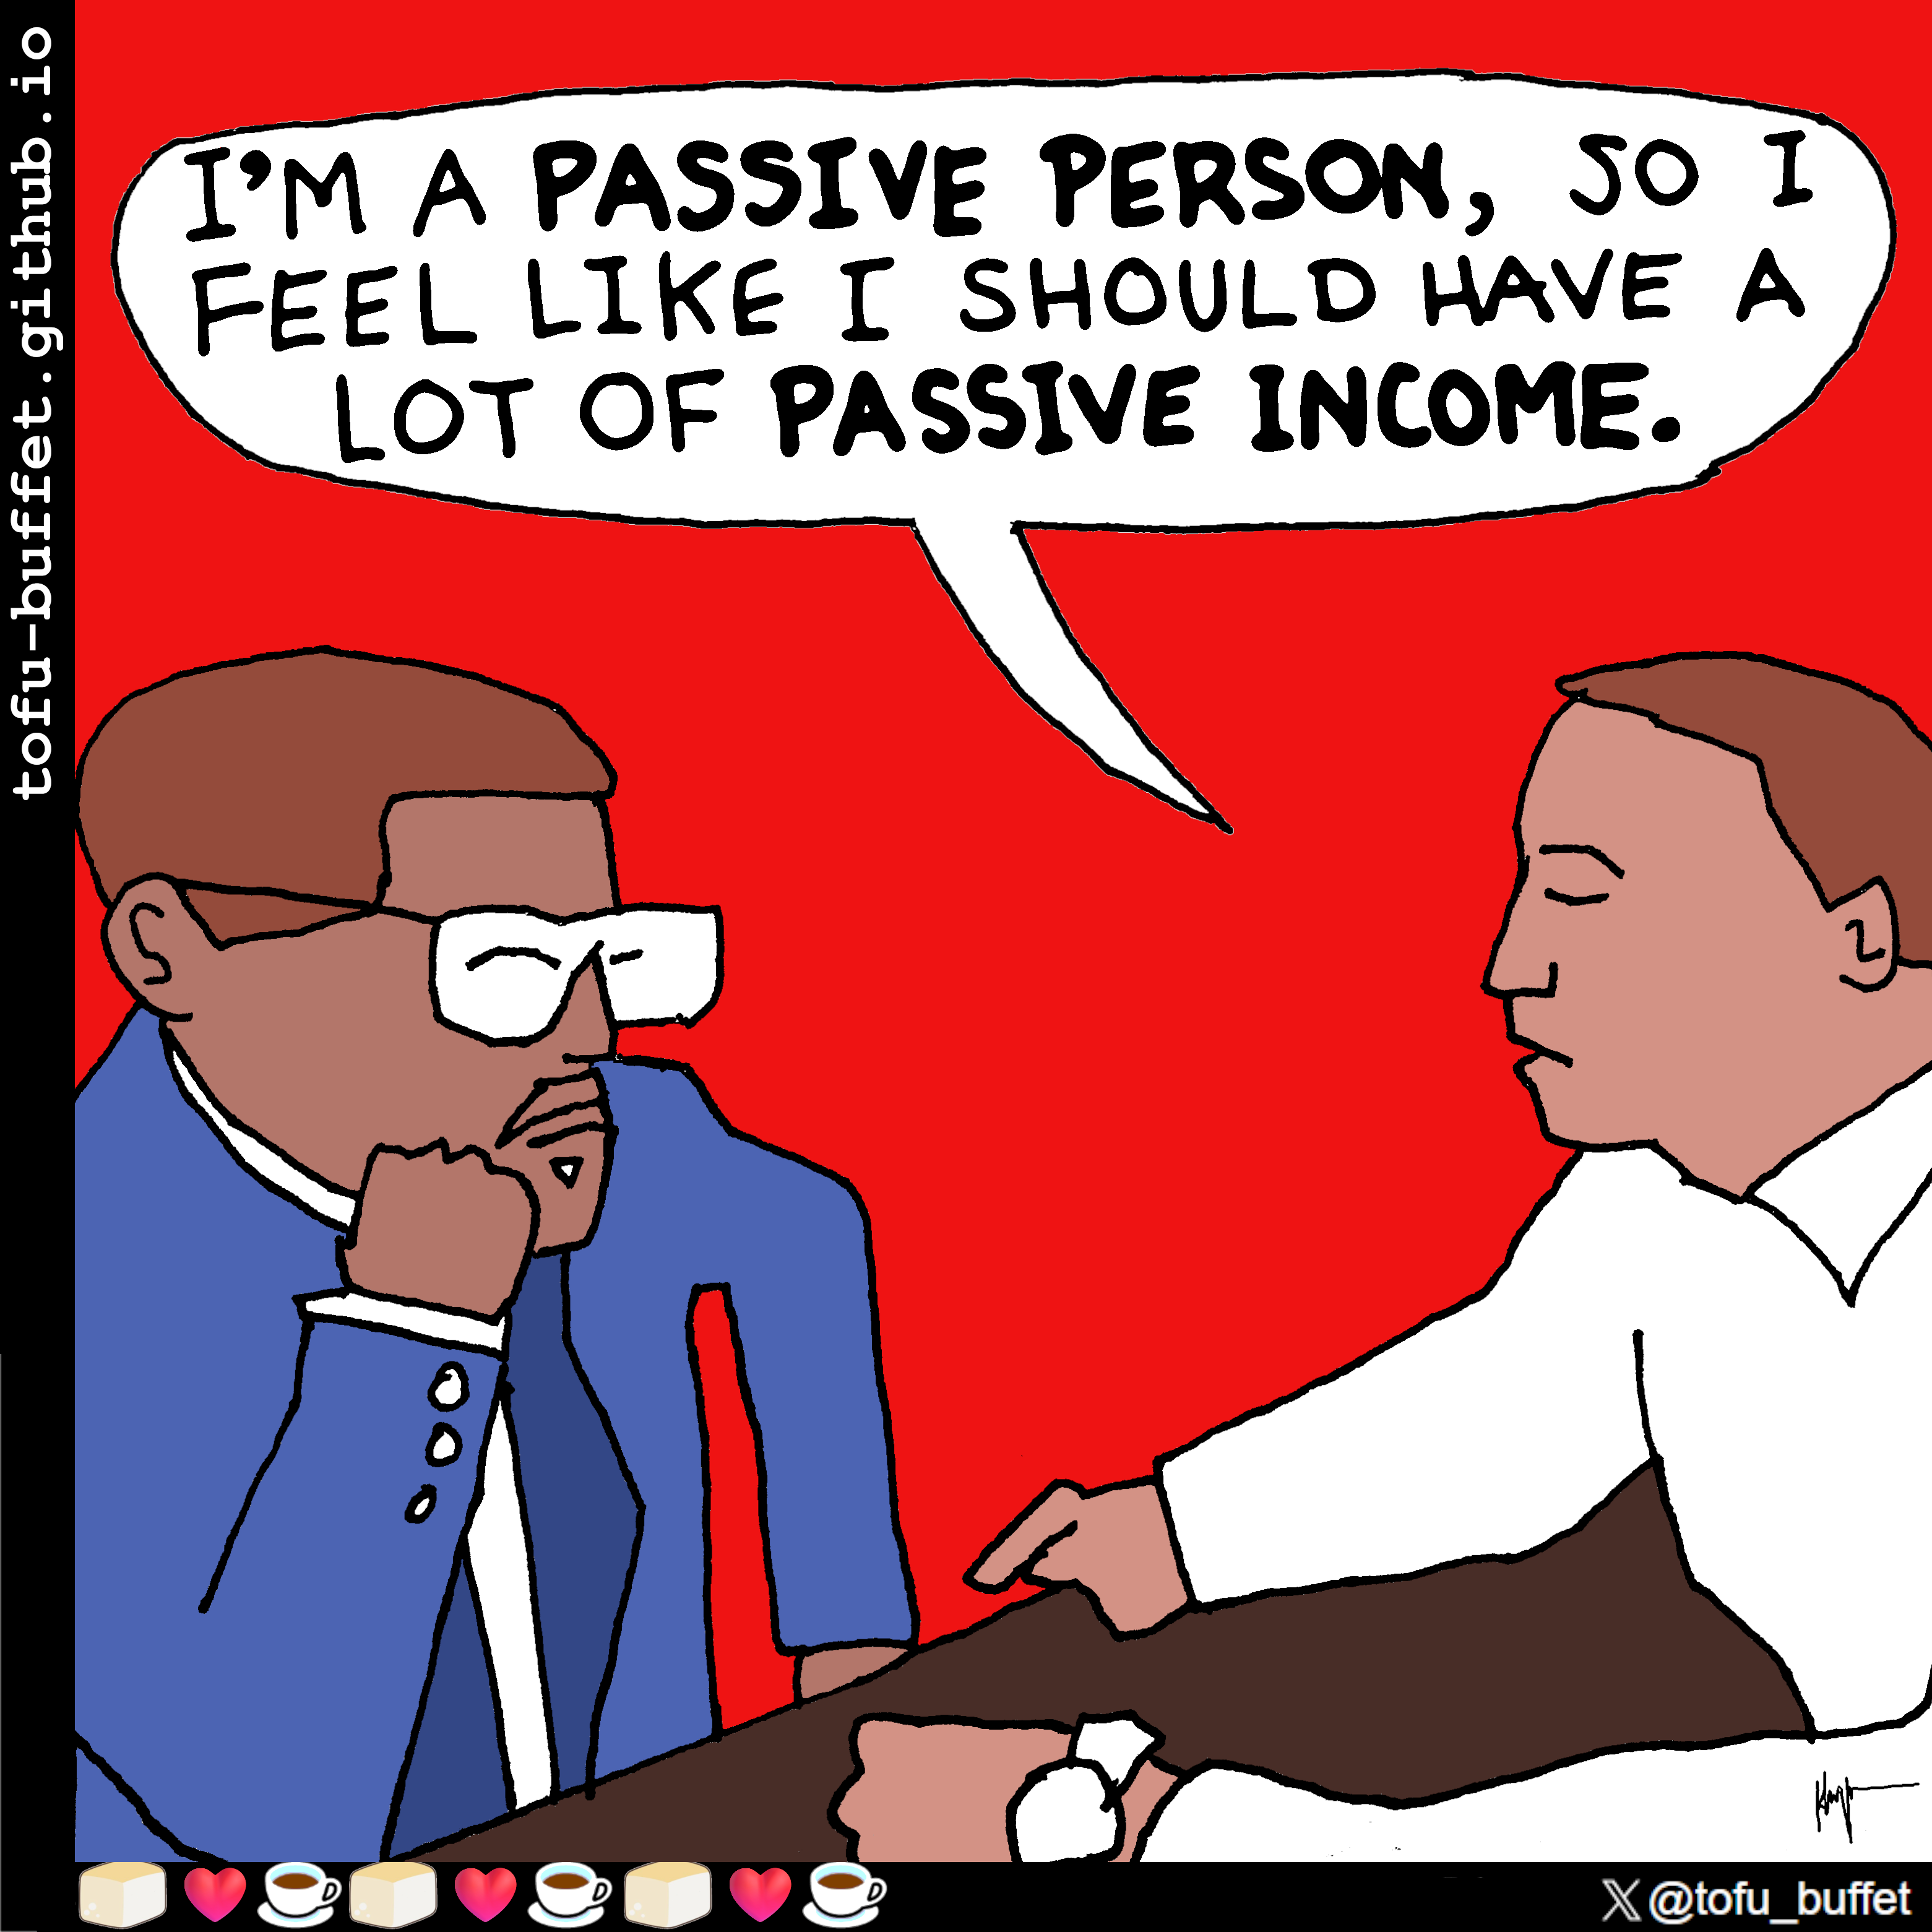 tofu-buffet.github.io
I'M A PASSIVE PERSON, SO I
FEEL LIKE I SHOULD HAVE A
LOT OF PASSIVE INCOME.
X @tofu_buffet